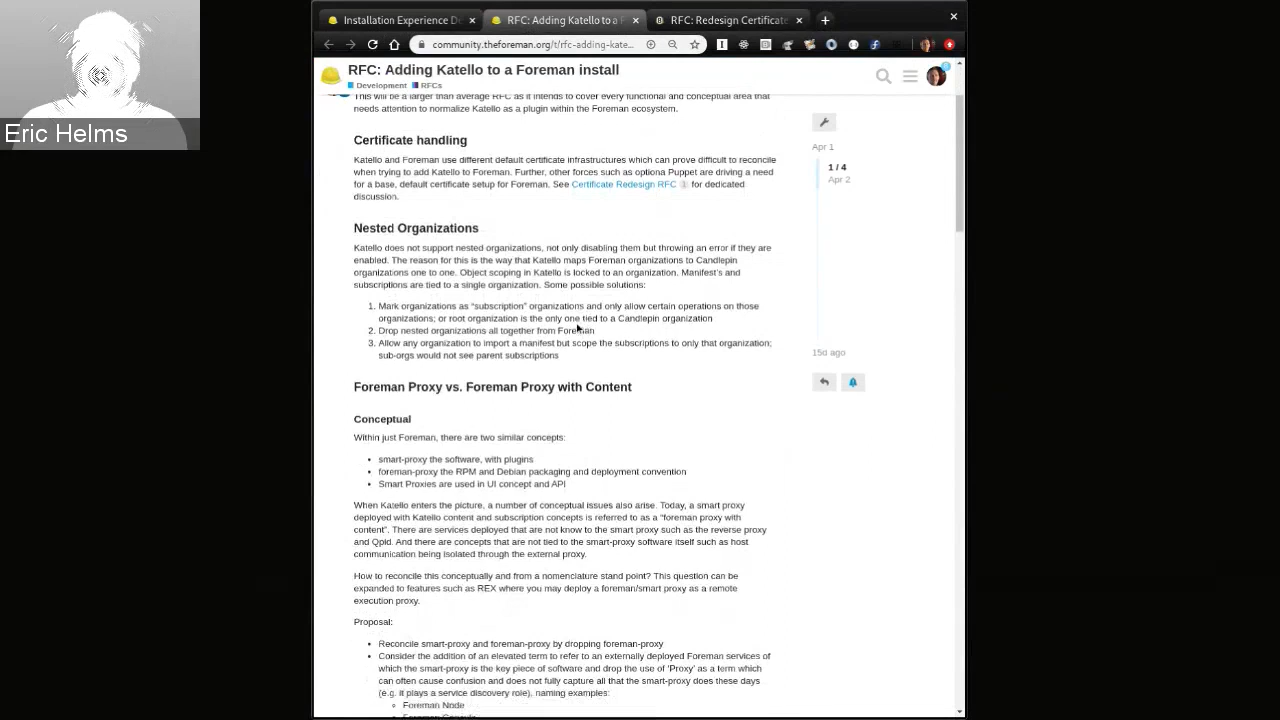 Installation Experience De
RFC: Adding Katello to a F
RFC: Redesign Certificate
community.theforeman.org/t/rfc-adding-kate...
RFC: Adding Katello to a Foreman install
Development RFCs
Eric Helms
This will be a larger than average RFC as it intends to cover every functional and conceptual area that
needs attention to normalize Katello as a plugin within the Foreman ecosystem.
Certificate handling
Katello and Foreman use different default certificate infrastructures which can prove difficult to reconcile
when trying to add Katello to Foreman. Further, other forces such as optiona Puppet are driving a need
for a base, default certificate setup for Foreman. See Certificate Redesign RFC 1 for dedicated
discussion.
Nested Organizations
Katello does not support nested organizations, not only disabling them but throwing an error if they are
enabled. The reason for this is the way that Katello maps Foreman organizations to Candlepin
organizations one to one. Object scoping in Katello is locked to an organization. Manifest's and
subscriptions are tied to a single organization. Some possible solutions:
1. Mark organizations as “subscription” organizations and only allow certain operations on those
organizations; or root organization is the only one tied to a Candlepin organization
2. Drop nested organizations all together from Foreman
3. Allow any organization to import a manifest but scope the subscriptions to only that organization;
sub-orgs would not see parent subscriptions
Foreman Proxy vs. Foreman Proxy with Content
Conceptual
Within just Foreman, there are two similar concepts:
• smart-proxy the software, with plugins
• foreman-proxy the RPM and Debian packaging and deployment convention
• Smart Proxies are used in UI concept and API
When Katello enters the picture, a number of conceptual issues also arise. Today, a smart proxy
deployed with Katello content and subscription concepts is referred to as a “foreman proxy with
content”. There are services deployed that are not know to the smart proxy such as the reverse proxy
and Qpid. And there are concepts that are not tied to the smart-proxy software itself such as host
communication being isolated through the external proxy.
How to reconcile this conceptually and from a nomenclature stand point? This question can be
expanded to features such as REX where you may deploy a foreman/smart proxy as a remote
execution proxy.
Proposal:
• Reconcile smart-proxy and foreman-proxy by dropping foreman-proxy
• Consider the addition of an elevated term to refer to an externally deployed Foreman services of
which the smart-proxy is the key piece of software and drop the use of ‘Proxy’ as a term which
can often cause confusion and does not fully capture all that the smart-proxy does these days
(e.g. it plays a service discovery role), naming examples:
◦ Foreman Node
Apr 1
1 / 4
Apr 2
15d ago